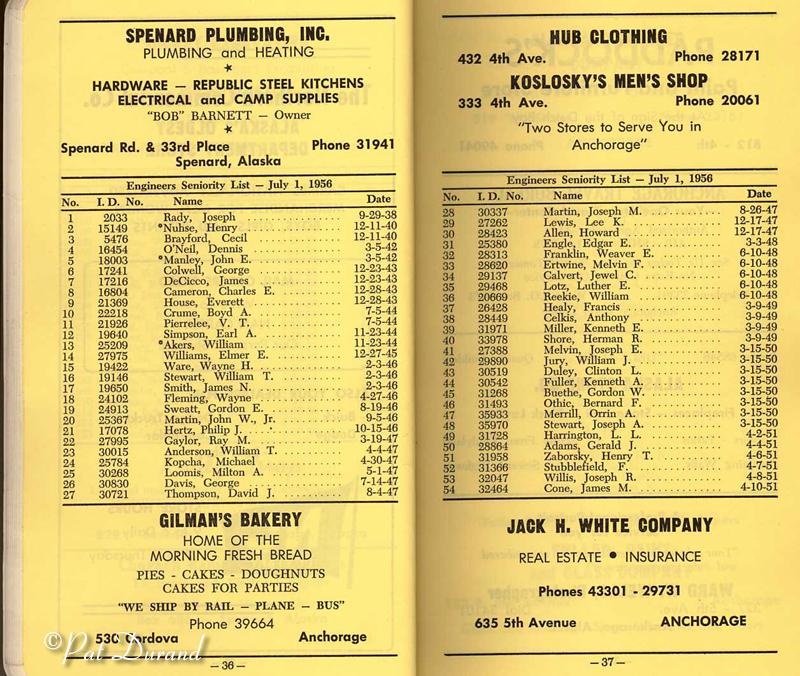 SPENARD PLUMBING, INC.
PLUMBING and HEATING
★
HARDWARE — REPUBLIC STEEL KITCHENS
ELECTRICAL and CAMP SUPPLIES
"BOB" BARNETT — Owner
★
Spenard Rd. & 33rd Place Phone 31941
Spenard, Alaska
Engineers Seniority List — July 1, 1956
No. I. D. No. Name Date
1 2033 Rady, Joseph 9-29-38
2 15149 *Nuhse, Henry 12-11-40
3 5476 Brayford, Cecil 12-11-40
4 16454 O'Neil, Dennis 3-5-42
5 18003 *Manley, John E. 3-5-42
6 17241 Colwell, George 12-23-43
7 17216 DeCicco, James 12-23-43
8 16804 Cameron, Charles E. 12-28-43
9 21369 House, Everett 12-28-43
10 22218 Crume, Boyd A. 7-5-44
11 21926 Pierrelee, V. T. 7-5-44
12 19640 Simpson, Earl A. 11-23-44
13 25209 *Akers, William 11-23-44
14 27975 Williams, Elmer E. 12-27-45
15 19422 Ware, Wayne H. 2-3-46
16 19146 Stewart, William T. 2-3-46
17 19650 Smith, James N. 2-3-46
18 24102 Fleming, Wayne 4-27-46
19 24913 Sweatt, Gordon E. 8-19-46
20 25367 Martin, John W., Jr. 9-5-46
21 17078 Hertz, Philip J. 10-15-46
22 27995 Gaylor, Ray M. 3-19-47
23 30015 Anderson, William T. 4-4-47
24 25784 Kopcha, Michael 4-30-47
25 30268 Loomis, Milton A. 5-1-47
26 30830 Davis, George 7-14-47
27 30721 Thompson, David J. 8-4-47
GILMAN'S BAKERY
HOME OF THE
MORNING FRESH BREAD
PIES - CAKES - DOUGHNUTS
CAKES FOR PARTIES
"WE SHIP BY RAIL — PLANE — BUS"
Phone 39664
530 Cordova Anchorage
— 36 —
©Pat Durand
HUB CLOTHING
432 4th Ave. Phone 28171
KOSLOSKY'S MEN'S SHOP
333 4th Ave. Phone 20061
"Two Stores to Serve You in
Anchorage"
Engineers Seniority List — July 1, 1956
No. I. D. No. Name Date
28 30337 Martin, Joseph M. 8-26-47
29 27262 Lewis, Lee K. 12-17-47
30 28423 Allen, Howard 12-17-47
31 25380 Engle, Edgar E. 3-3-48
32 28313 Franklin, Weaver E. 6-10-48
33 28620 Ertwine, Melvin F. 6-10-48
34 29137 Calvert, Jewel C. 6-10-48
35 29468 Lotz, Luther E. 6-10-48
36 20669 Reekie, William 6-10-48
37 26428 Healy, Francis 3-9-49
38 28449 Celkis, Anthony 3-9-49
39 31971 Miller, Kenneth E. 3-9-49
40 33978 Shore, Herman R. 3-9-49
41 27388 Melvin, Joseph E. 3-15-50
42 29890 Jury, William J. 3-15-50
43 30519 Duley, Clinton L. 3-15-50
44 30542 Fuller, Kenneth A. 3-15-50
45 31268 Buethe, Gordon W. 3-15-50
46 31493 Othic, Bernard F. 3-15-50
47 35933 Merrill, Orrin A. 3-15-50
48 35970 Stewart, Joseph A. 3-15-50
49 31728 Harrington, L. L. 4-2-51
50 28864 Adams, Gerald J. 4-4-51
51 31958 Zaborsky, Henry T. 4-6-51
52 31366 Stubblefield, F. 4-7-51
53 32047 Willis, Joseph R. 4-8-51
54 32464 Cone, James M. 4-10-51
JACK H. WHITE COMPANY
REAL ESTATE • INSURANCE
Phones 43301 - 29731
635 5th Avenue ANCHORAGE
— 37 —